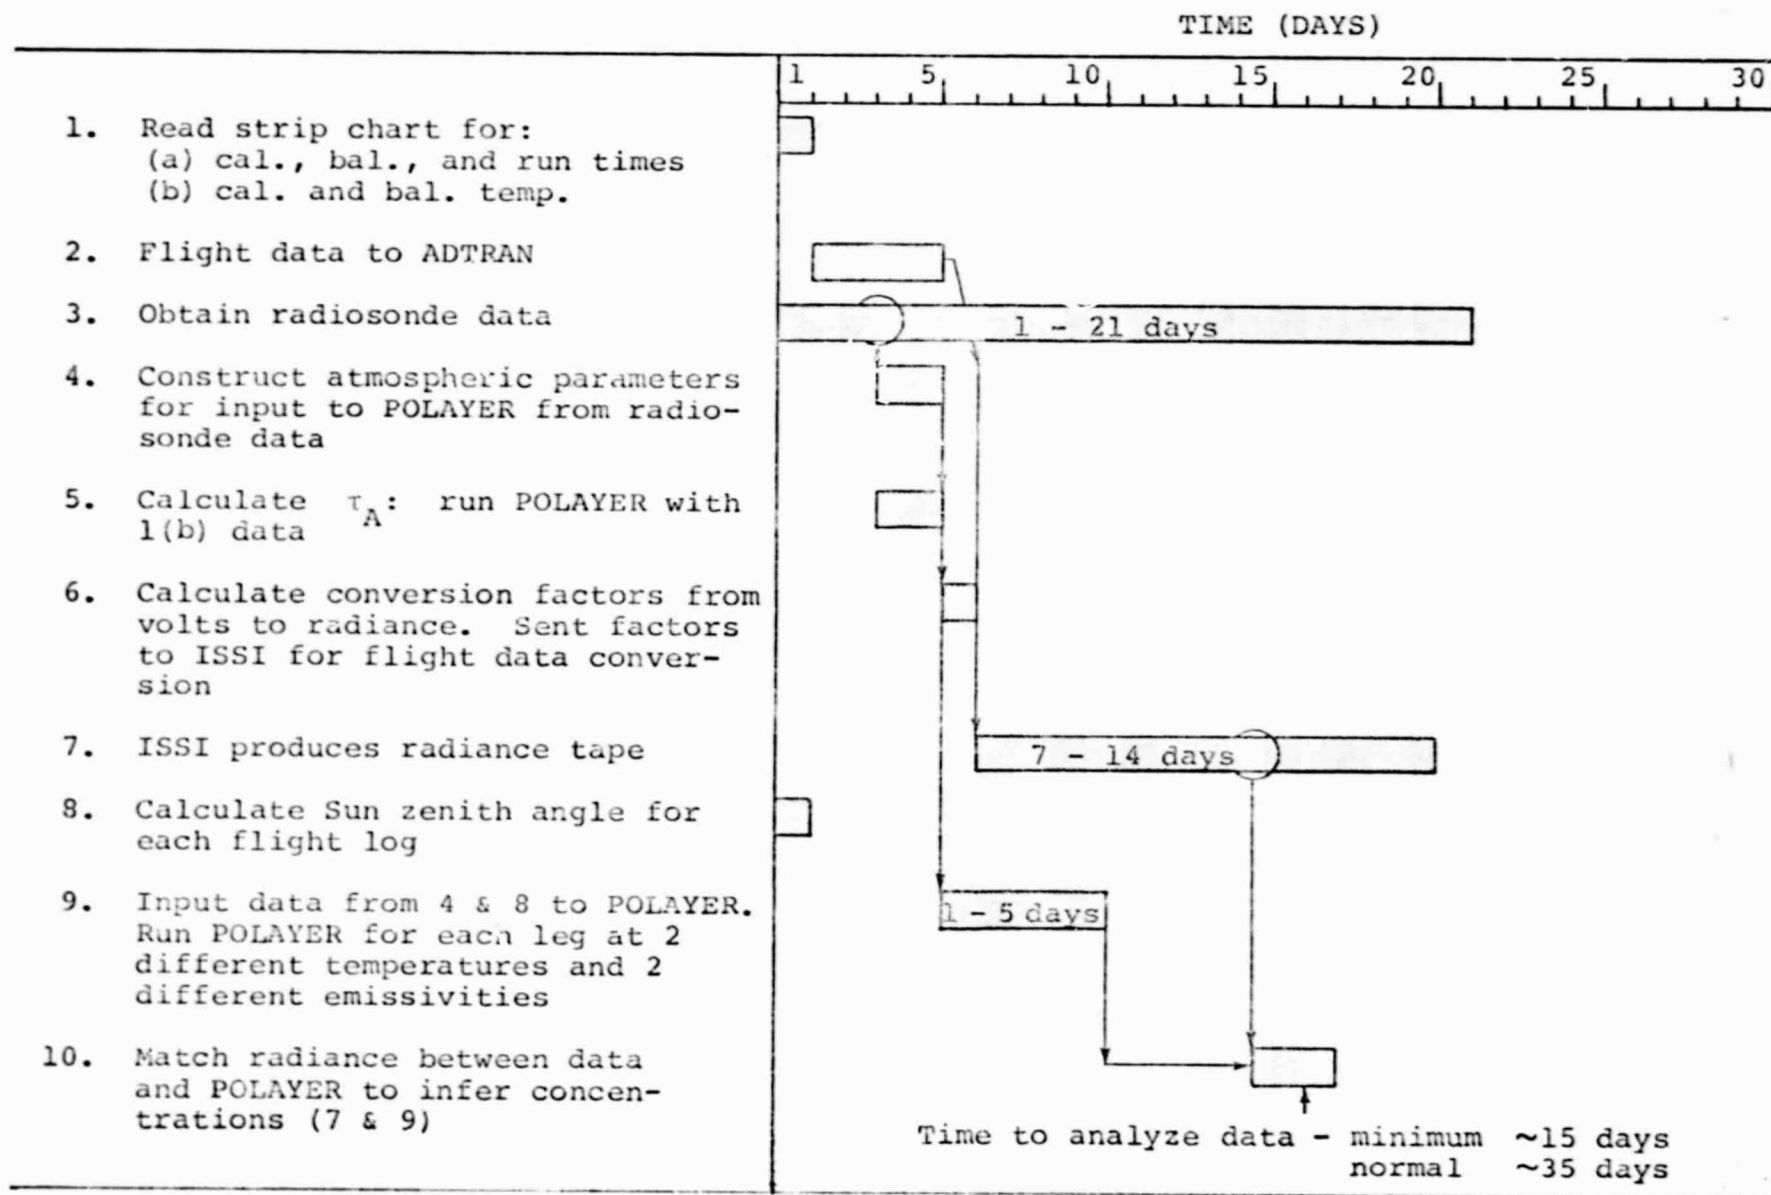 TIME (DAYS)
1 5 10 15 20 25 30
1. Read strip chart for:
(a) cal., bal., and run times
(b) cal. and bal. temp.
2. Flight data to ADTRAN
3. Obtain radiosonde data
1 - 21 days
4. Construct atmospheric parameters
for input to POLAYER from radio-
sonde data
5. Calculate τA: run POLAYER with
1(b) data
6. Calculate conversion factors from
volts to radiance. Sent factors
to ISSI for flight data conver-
sion
7. ISSI produces radiance tape
7 - 14 days
8. Calculate Sun zenith angle for
each flight log
9. Input data from 4 & 8 to POLAYER.
Run POLAYER for each leg at 2
different temperatures and 2
different emissivities
1 - 5 days
10. Match radiance between data
and POLAYER to infer concen-
trations (7 & 9)
Time to analyze data - minimum ~15 days
normal ~35 days